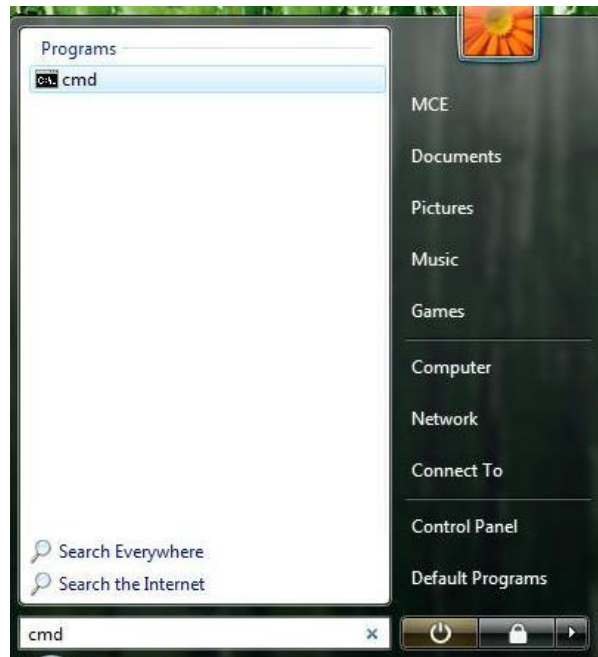 Programs
cmd
Search Everywhere
Search the Internet
cmd
MCE
Documents
Pictures
Music
Games
Computer
Network
Connect To
Control Panel
Default Programs